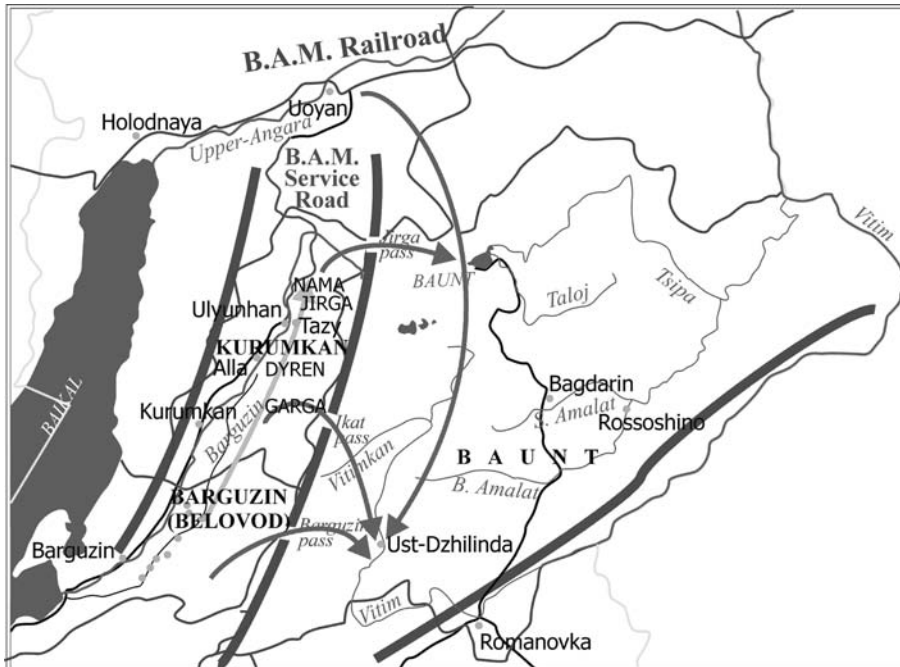 B.A.M. Railroad
Uoyan
Holodnaya
Upper-Angara
B.A.M.
Service
Road
Vitim
Jirga
pass
BAUNT
NAMA
JIRGA
Ulyunhan
Tazy
Tsipa
Taloj
KURUMKAN
Alla
DYREN
BAIKAL
Kurumkan
Barguzin
GARGA
Ikat
pass
Vitimkan
Bagdarin
S. Amalat
Rossoshino
BAUNT
B. Amalat
BARGUZIN
(BELOVOD)
Barguzin
pass
Barguzin
Ust-Dzhilinda
Vitim
Romanovka